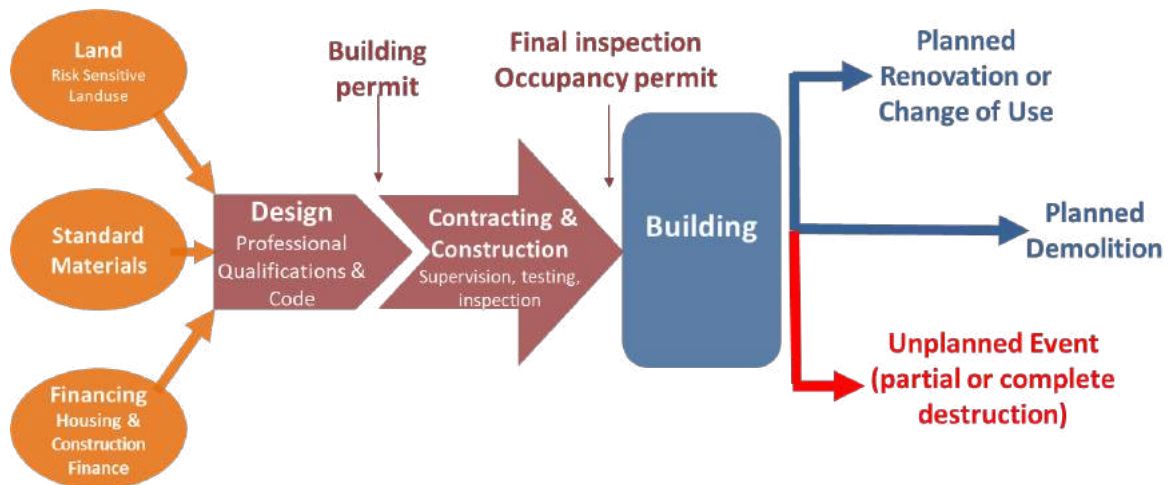 Land
Risk Sensitive
Landuse
Standard
Materials
Financing
Housing &
Construction
Finance
Design
Professional
Qualifications &
Code
Building
permit
Contracting &
Construction
Supervision, testing,
inspection
Final inspection
Occupancy permit
Building
Planned
Renovation or
Change of Use
Planned
Demolition
Unplanned Event
(partial or complete
destruction)